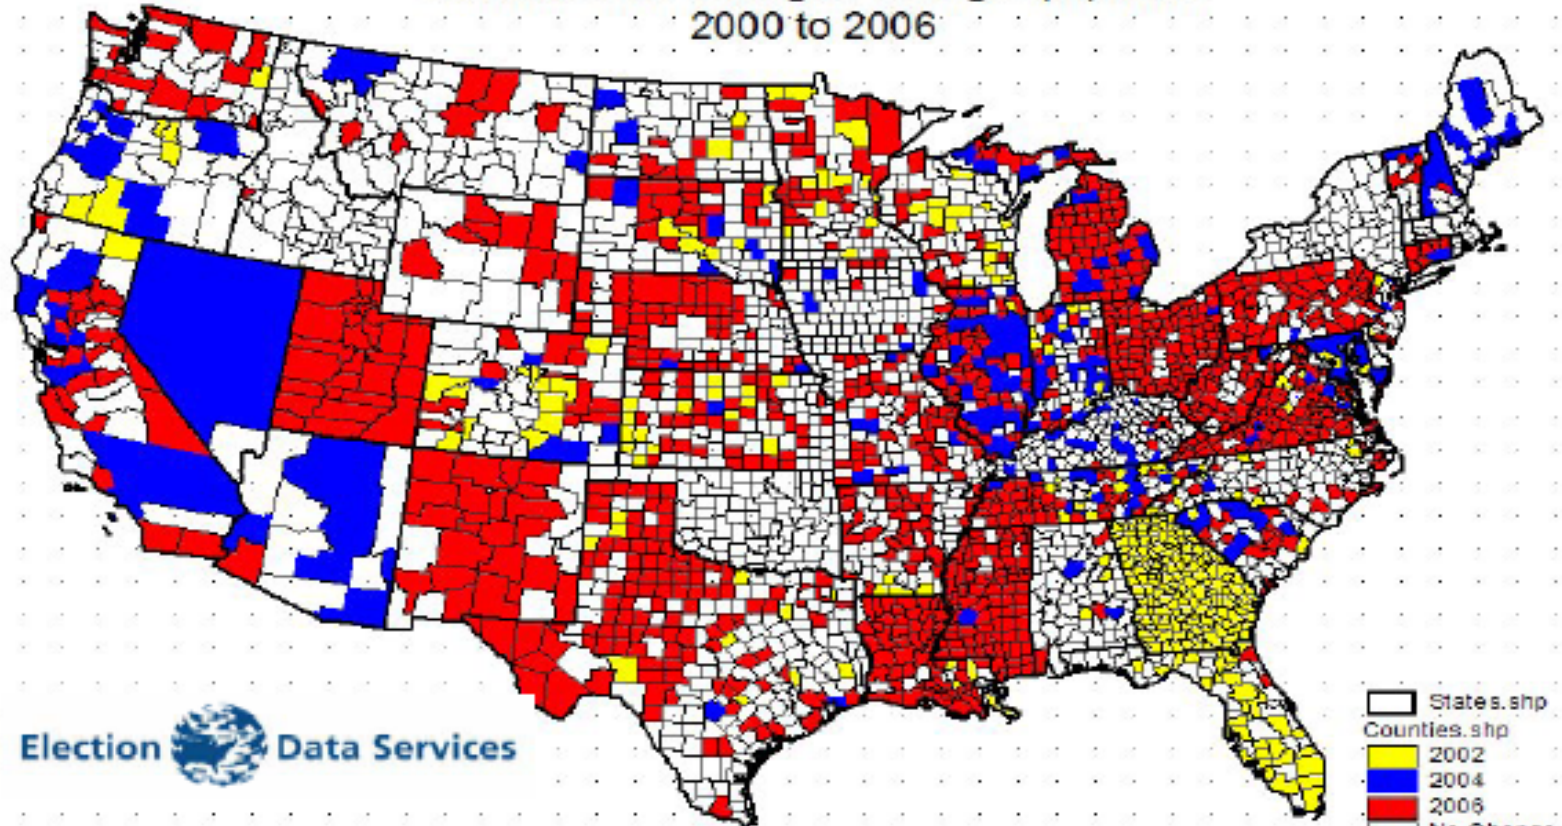 2000 to 2006
Election Data Services
States.shp
Counties.shp
2002
2004
2006